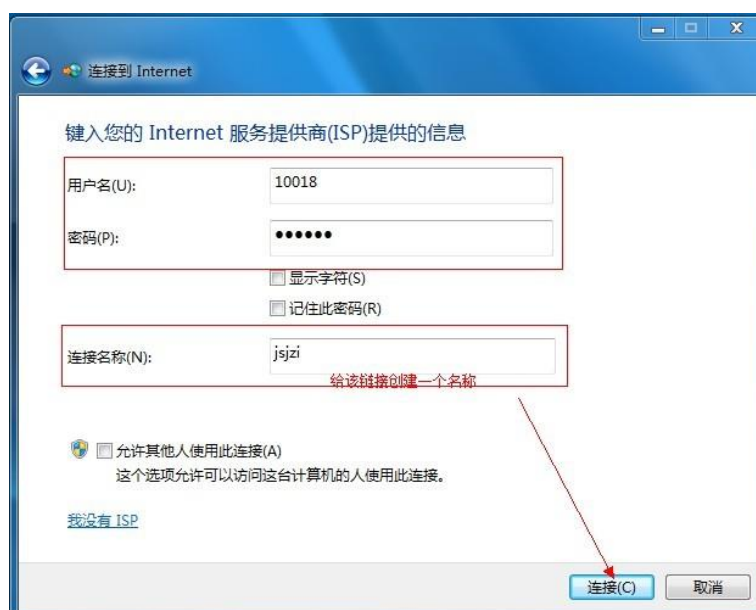 连接到 Internet
键入您的 Internet 服务提供商(ISP)提供的信息
用户名(U):
10018
密码(P):
●●●●●●
显示字符(S)
记住此密码(R)
连接名称(N):
jsjzi
给该链接创建一个名称
允许其他人使用此连接(A)
这个选项允许可以访问这台计算机的人使用此连接。
我没有 ISP
连接(C)
取消